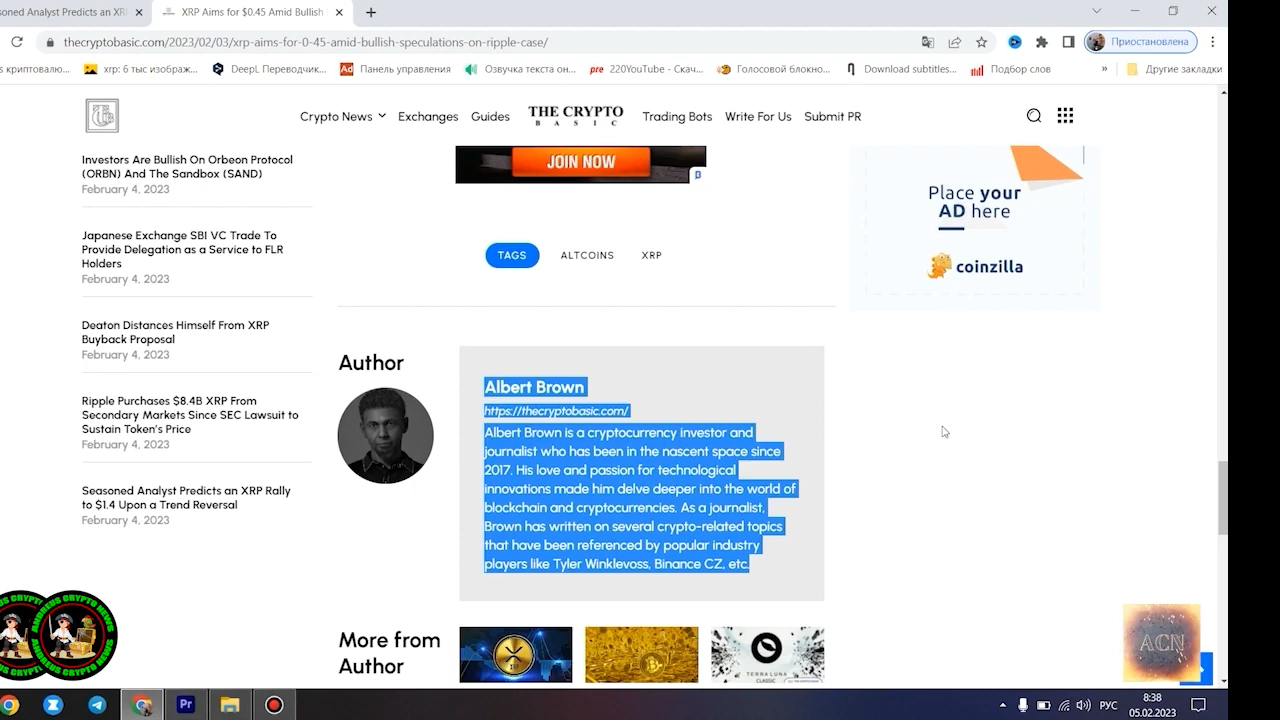 soned Analyst Predicts an XR
XRP Aims for $0.45 Amid Bullish
thecryptobasic.com/2023/02/03/xrp-aims-for-0-45-amid-bullish-speculations-on-ripple-case/
Приостановлена
s криптовалю...
xrp: 6 тыс изображ...
DeepL Переводчик...
Ad
Панель управления
Озвучка текста он...
pre
220YouTube - Скач...
Голосовой блокно...
Download subtitles...
Подбор слов
»
Другие закладки
Crypto News
Exchanges
Guides
THE CRYPTO
BASIC
Trading Bots
Write For Us
Submit PR
Investors Are Bullish On Orbeon Protocol
(ORBN) And The Sandbox (SAND)
February 4, 2023
Japanese Exchange SBI VC Trade To
Provide Delegation as a Service to FLR
Holders
February 4, 2023
Deaton Distances Himself From XRP
Buyback Proposal
February 4, 2023
Ripple Purchases $8.4B XRP From
Secondary Markets Since SEC Lawsuit to
Sustain Token's Price
February 4, 2023
Seasoned Analyst Predicts an XRP Rally
to $1.4 Upon a Trend Reversal
February 4, 2023
JOIN NOW
TAGS
ALTCOINS
XRP
Place your
AD here
coinzilla
Author
Albert Brown
https://thecryptobasic.com/
Albert Brown is a cryptocurrency investor and
journalist who has been in the nascent space since
2017. His love and passion for technological
innovations made him delve deeper into the world of
blockchain and cryptocurrencies. As a journalist,
Brown has written on several crypto-related topics
that have been referenced by popular industry
players like Tyler Winklevoss, Binance CZ, etc.
More from
Author
TERRA LUNA
CLASSIC
ANDREUS CRYPTO NEWS
ACN
Pr
РУС
8:38
05.02.2023